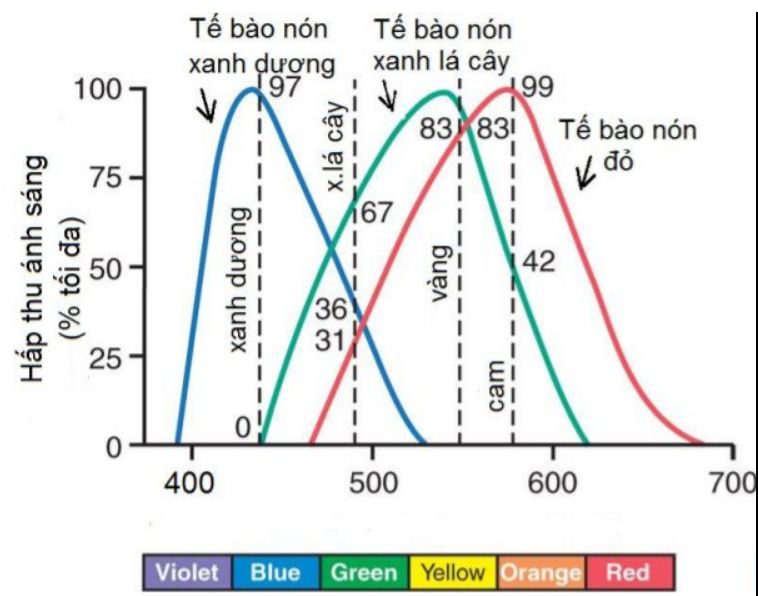 Tế bào nón
xanh dương
Tế bào nón
xanh lá cây
Tế bào nón
đỏ
Hấp thu ánh sáng
(% tối đa)
100
75
50
25
0
97
83
83
99
67
36
31
42
0
xanh dương
x.lá cây
vàng
cam
400
500
600
700
Violet
Blue
Green
Yellow
Orange
Red